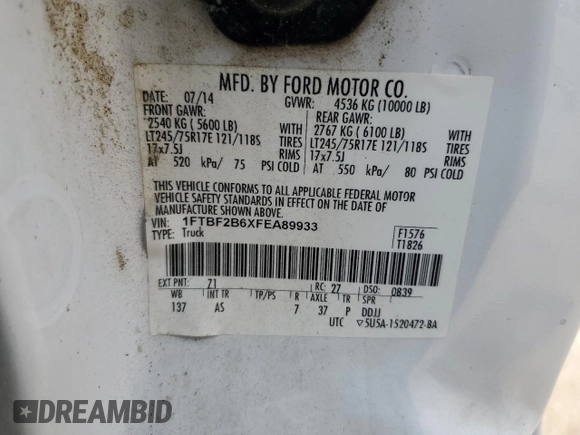 MFD. BY FORD MOTOR CO.
DATE: 07/14 GVWR: 4536 KG (10000 LB)
FRONT GAWR: REAR GAWR:
2540 KG ( 5600 LB) WITH 2767 KG ( 6100 LB) WITH
LT245/75R17E 121/118S TIRES LT245/75R17E 121/118S TIRES
17x7.5J RIMS 17x7.5J RIMS
AT 520 kPa/ 75 PSI COLD AT 550 kPa/ 80 PSI COLD
THIS VEHICLE CONFORMS TO ALL APPLICABLE FEDERAL MOTOR
VEHICLE SAFETY STANDARDS IN EFFECT ON THE DATE OF
MANUFACTURE SHOWN ABOVE.
VIN: 1FTBF2B6XFEA89933 F1576
TYPE: Truck T1826
EXT PNT: Z1 RC: 27 DSO: 0839
WB INT TR TP/PS R AXLE TR SPR
137 AS 7 37 P DDJJ
UTC 5U5A-1520472-BA
DREAMBID